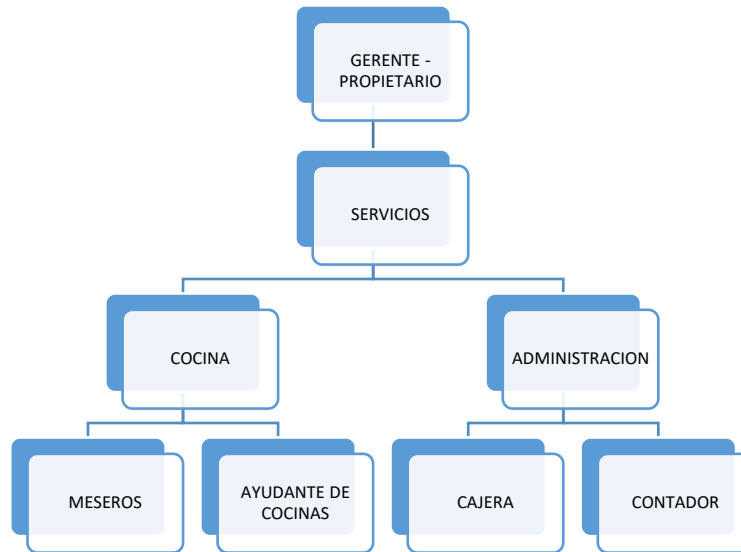 GERENTE -
PROPIETARIO
SERVICIOS
COCINA
ADMINISTRACION
MESEROS
AYUDANTE DE
COCINAS
CAJERA
CONTADOR